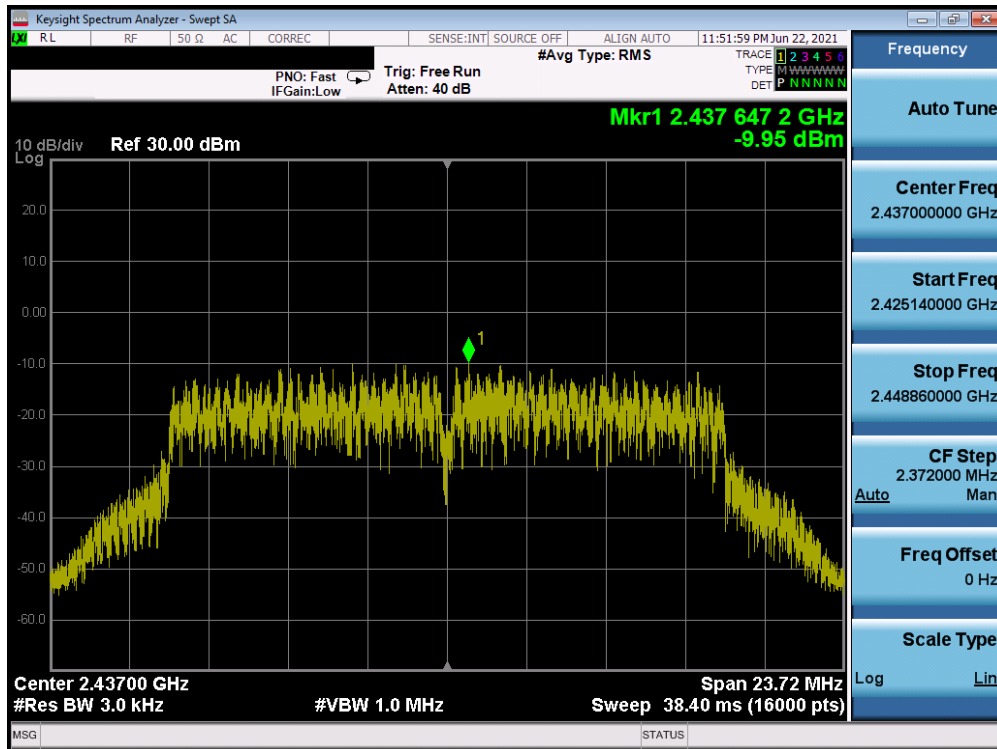 Keysight Spectrum Analyzer - Swept SA
LXI RL RF 50 Ω AC CORREC SENSE:INT SOURCE OFF ALIGN AUTO 11:51:59 PM Jun 22, 2021
#Avg Type: RMS
TRACE 1 2 3 4 5 6
TYPE M W W W W W
DET P N N N N N
PNO: Fast
IFGain:Low
Trig: Free Run
Atten: 40 dB
Mkr1 2.437 647 2 GHz
-9.95 dBm
10 dB/div
Log
Ref 30.00 dBm
20.0
10.0
0.00
-10.0
-20.0
-30.0
-40.0
-50.0
-60.0
1
Center 2.43700 GHz
Span 23.72 MHz
#Res BW 3.0 kHz
#VBW 1.0 MHz
Sweep 38.40 ms (16000 pts)
MSG
STATUS
Frequency
Auto Tune
Center Freq
2.437000000 GHz
Start Freq
2.425140000 GHz
Stop Freq
2.448860000 GHz
CF Step
2.372000 MHz
Auto Man
Freq Offset
0 Hz
Scale Type
Log Lin